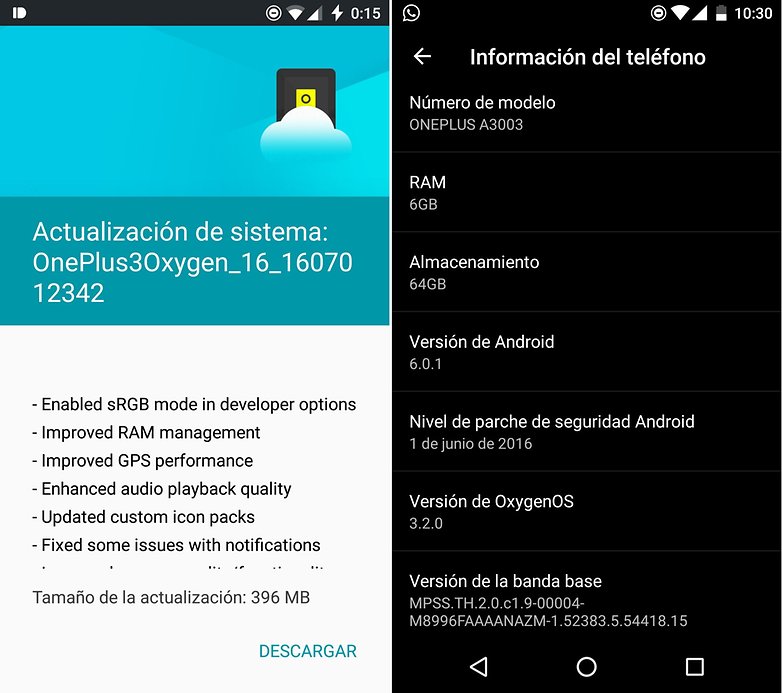 0:15
Actualización de sistema:
OnePlus3Oxygen_16_16070
12342
- Enabled sRGB mode in developer options
- Improved RAM management
- Improved GPS performance
- Enhanced audio playback quality
- Updated custom icon packs
- Fixed some issues with notifications
Tamaño de la actualización: 396 MB
DESCARGAR
10:30
Información del teléfono
Número de modelo
ONEPLUS A3003
RAM
6GB
Almacenamiento
64GB
Versión de Android
6.0.1
Nivel de parche de seguridad Android
1 de junio de 2016
Versión de OxygenOS
3.2.0
Versión de la banda base
MPSS.TH.2.0.c1.9-00004-
M8996FAAAANAZM-1.52383.5.54418.15